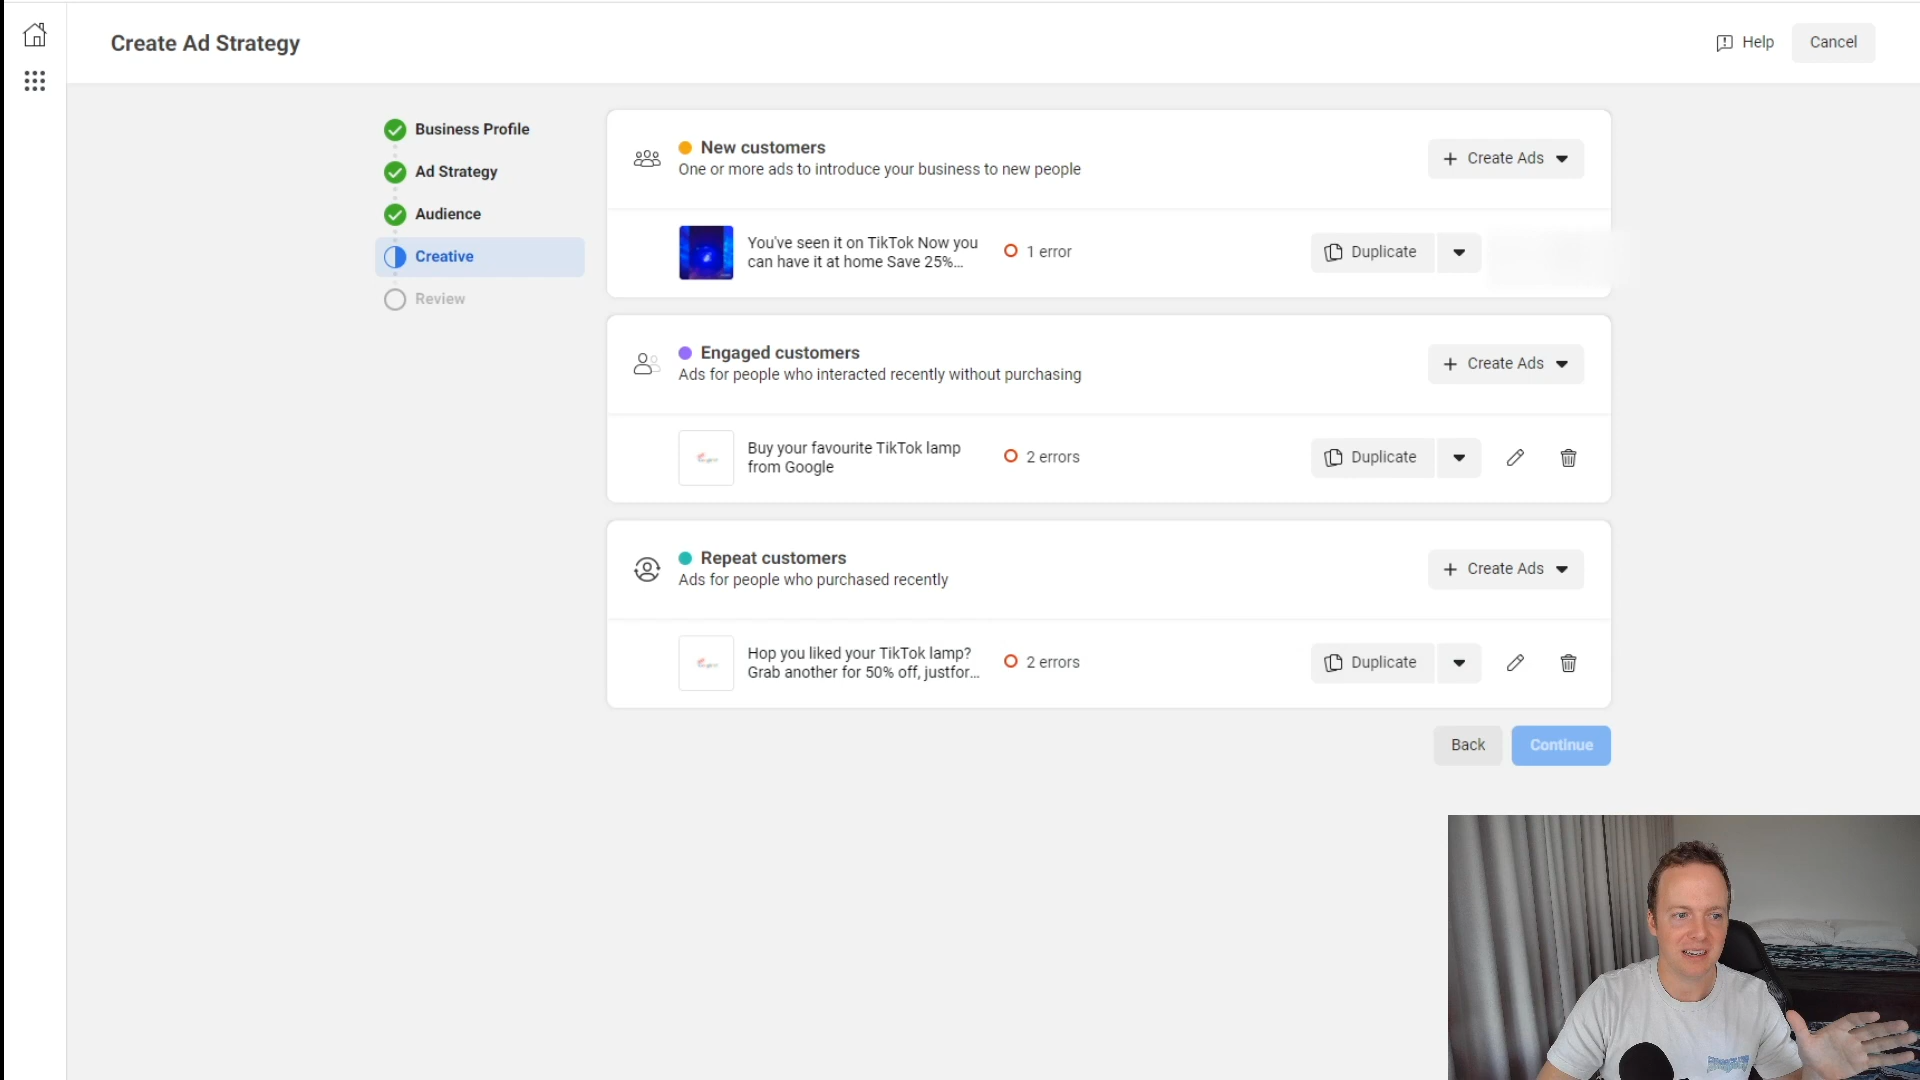 Create Ad Strategy
Help
Cancel
Business Profile
Ad Strategy
Audience
Creative
Review
New customers
One or more ads to introduce your business to new people
+ Create Ads
You've seen it on TikTok Now you
can have it at home Save 25%...
1 error
Duplicate
Engaged customers
Ads for people who interacted recently without purchasing
+ Create Ads
Buy your favourite TikTok lamp
from Google
2 errors
Duplicate
Repeat customers
Ads for people who purchased recently
+ Create Ads
Hop you liked your TikTok lamp?
Grab another for 50% off, justfor...
2 errors
Duplicate
Back
Continue